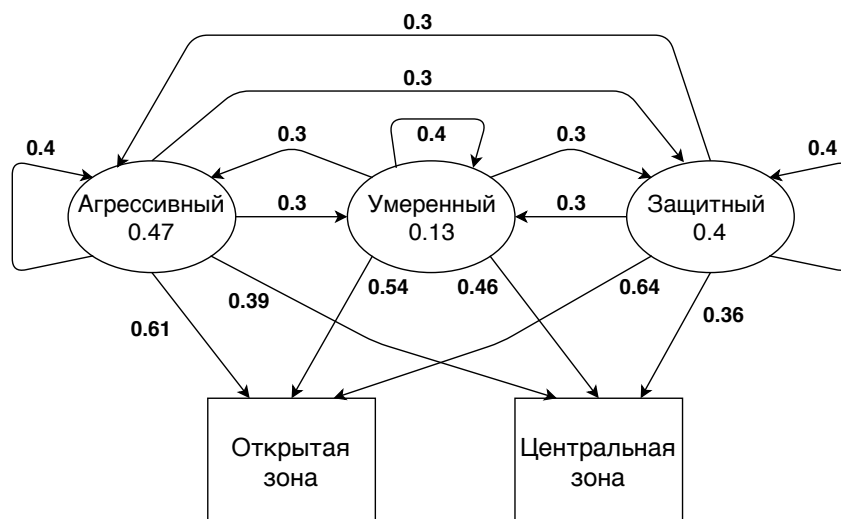 0.3
0.3
0.3
0.4
0.3
0.4
0.4
Агрессивный
0.47
0.3
Умеренный
0.13
0.3
Защитный
0.4
0.61
0.39
0.54
0.46
0.64
0.36
Открытая
зона
Центральная
зона